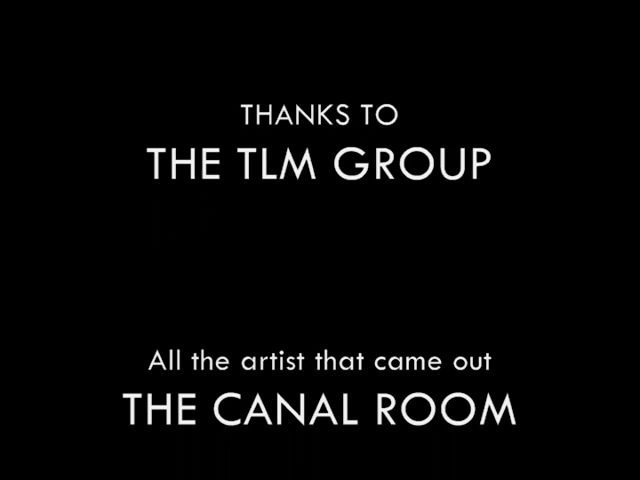 THANKS TO
THE TLM GROUP
All the artist that came out
THE CANAL ROOM